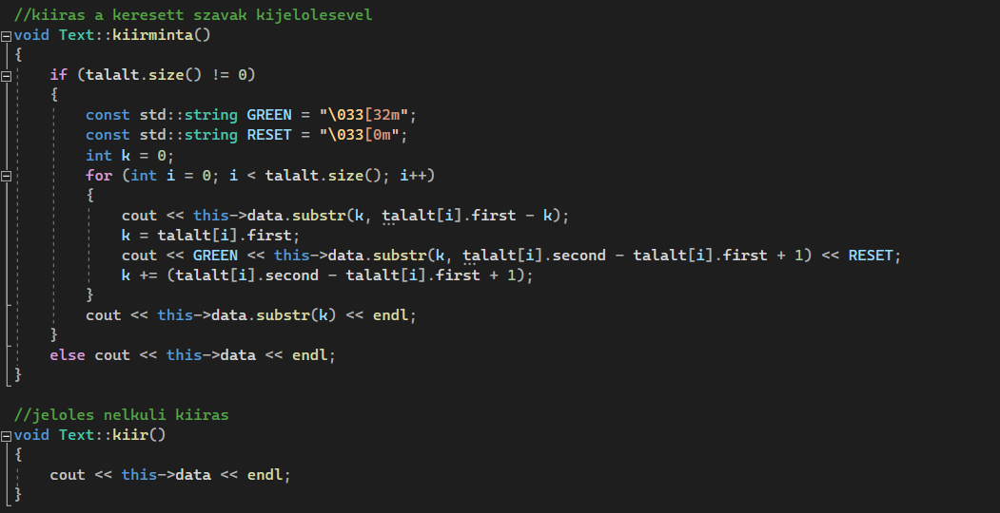 //kiiras a keresett szavak kijelolesevel
void Text::kiirminta()
{
    if (talalt.size() != 0)
    {
        const std::string GREEN = "\033[32m";
        const std::string RESET = "\033[0m";
        int k = 0;
        for (int i = 0; i < talalt.size(); i++)
        {
            cout << this->data.substr(k, talalt[i].first - k);
            k = talalt[i].first;
            cout << GREEN << this->data.substr(k, talalt[i].second - talalt[i].first + 1) << RESET;
            k += (talalt[i].second - talalt[i].first + 1);
        }
        cout << this->data.substr(k) << endl;
    }
    else cout << this->data << endl;
}

//jeloles nelkuli kiiras
void Text::kiir()
{
    cout << this->data << endl;
}